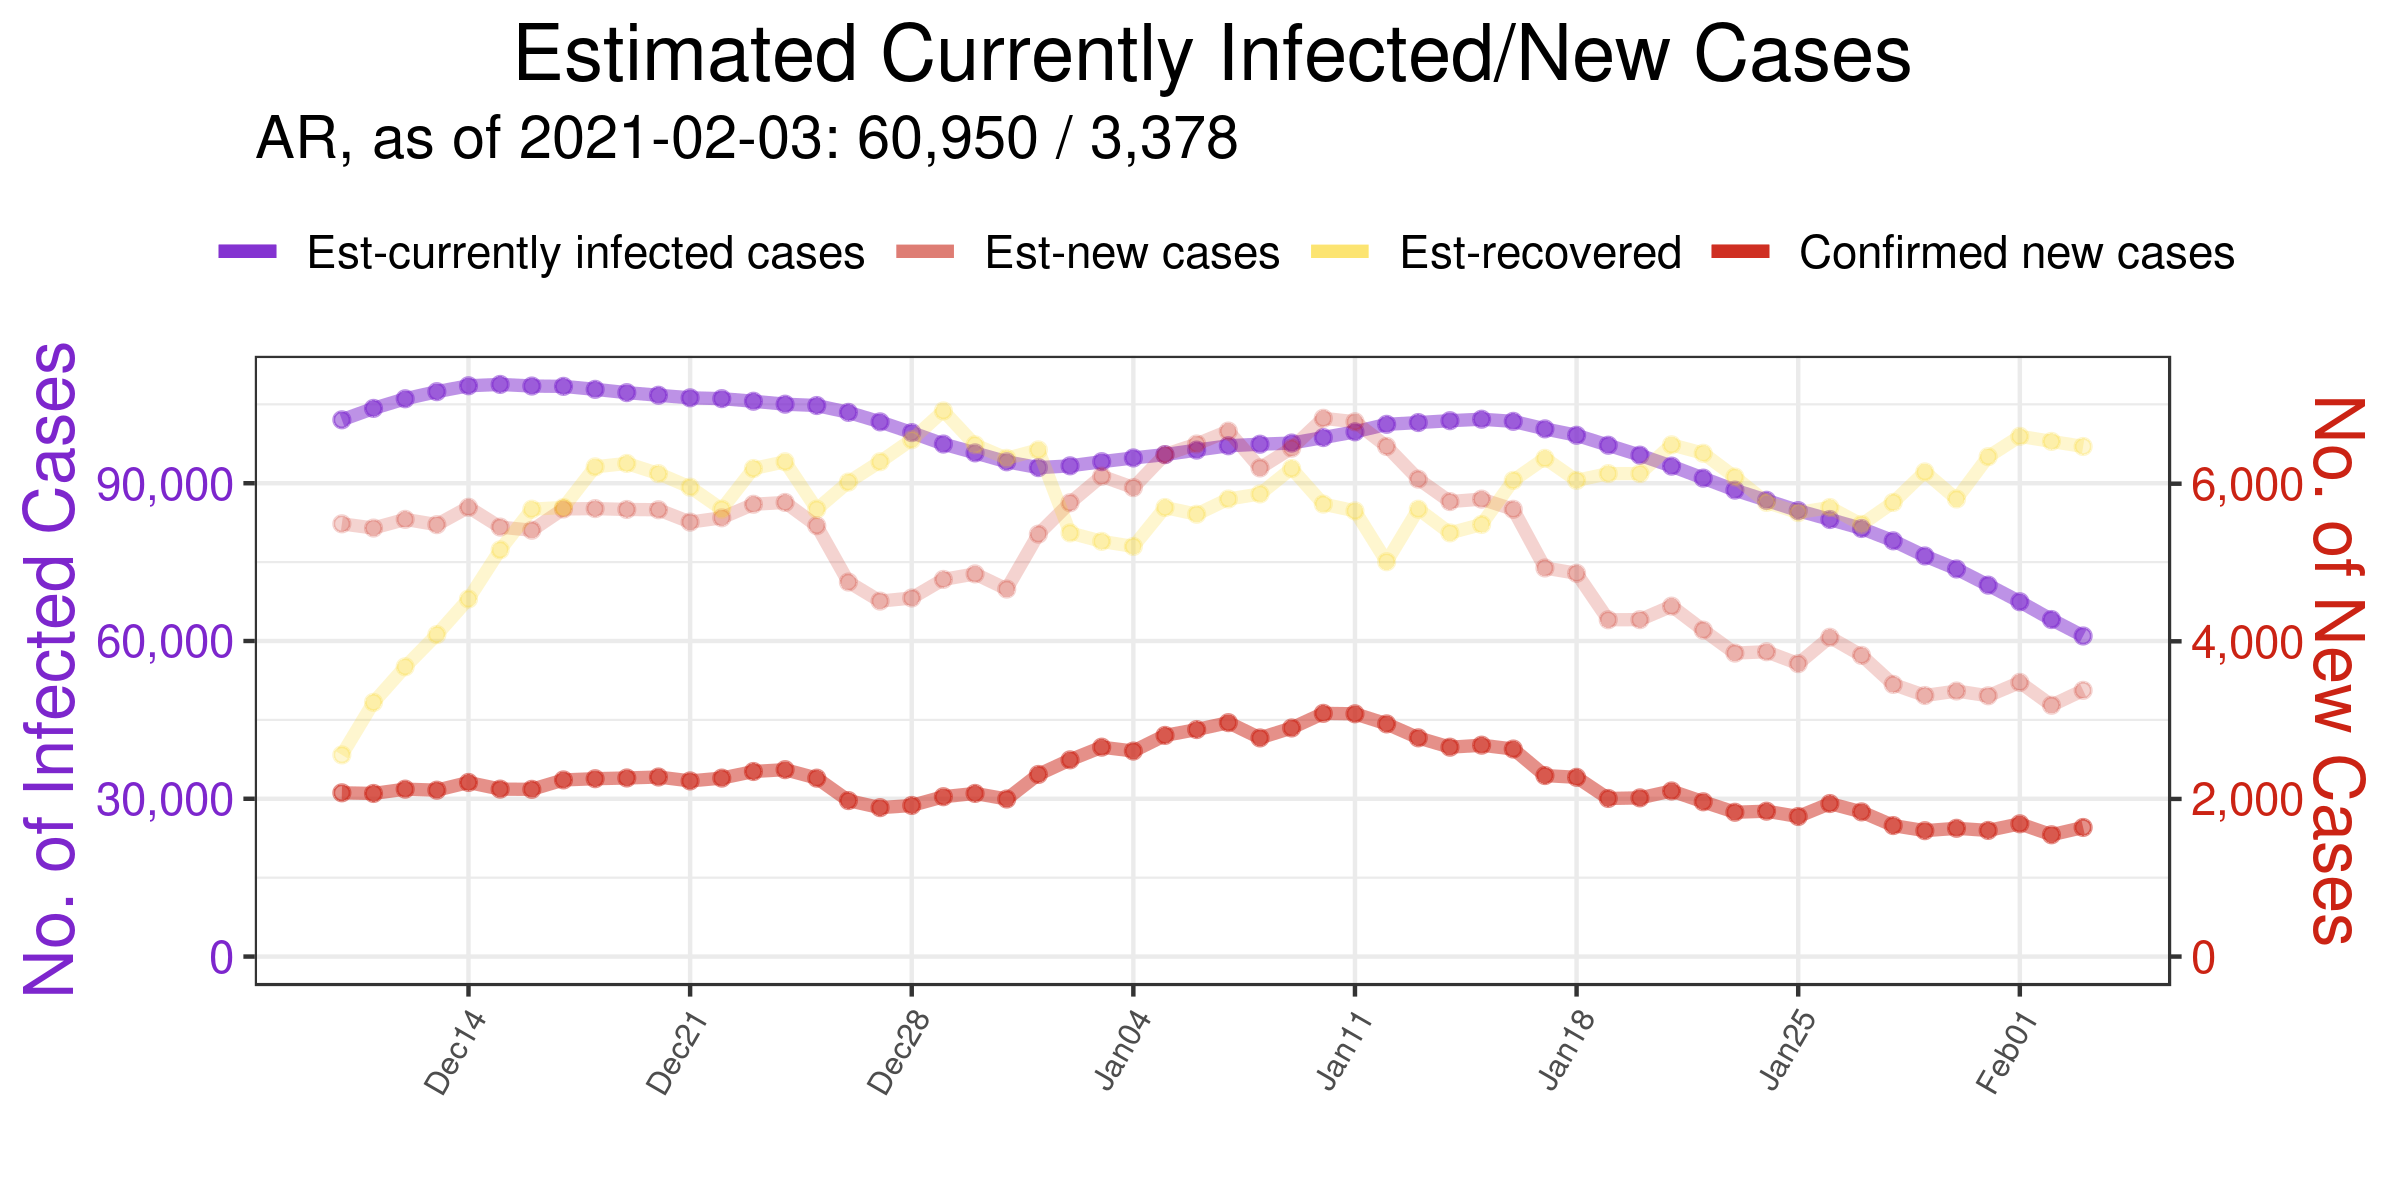 Estimated Currently Infected/New Cases
AR, as of 2021-02-03: 60,950 / 3,378
Est-currently infected cases Est-new cases Est-recovered Confirmed new cases
No. of Infected Cases
90,000
60,000
30,000
0
6,000
4,000
2,000
0
No. of New Cases
Dec14 Dec21 Dec28 Jan04 Jan11 Jan18 Jan25 Feb01